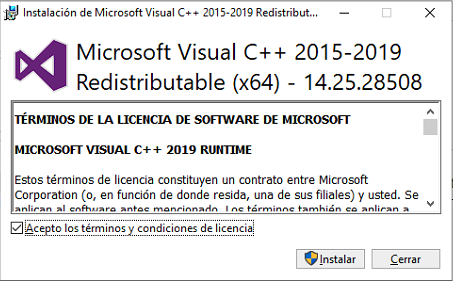 Instalación de Microsoft Visual C++ 2015-2019 Redistribut...
Microsoft Visual C++ 2015-2019
Redistributable (x64) - 14.25.28508
TÉRMINOS DE LA LICENCIA DE SOFTWARE DE MICROSOFT
MICROSOFT VISUAL C++ 2019 RUNTIME
Estos términos de licencia constituyen un contrato entre Microsoft
Corporation (o, en función de donde resida, una de sus filiales) y usted. Se
aplican al software antes mencionado. Los términos también se aplican a
Acepto los términos y condiciones de licencia
Instalar
Cerrar